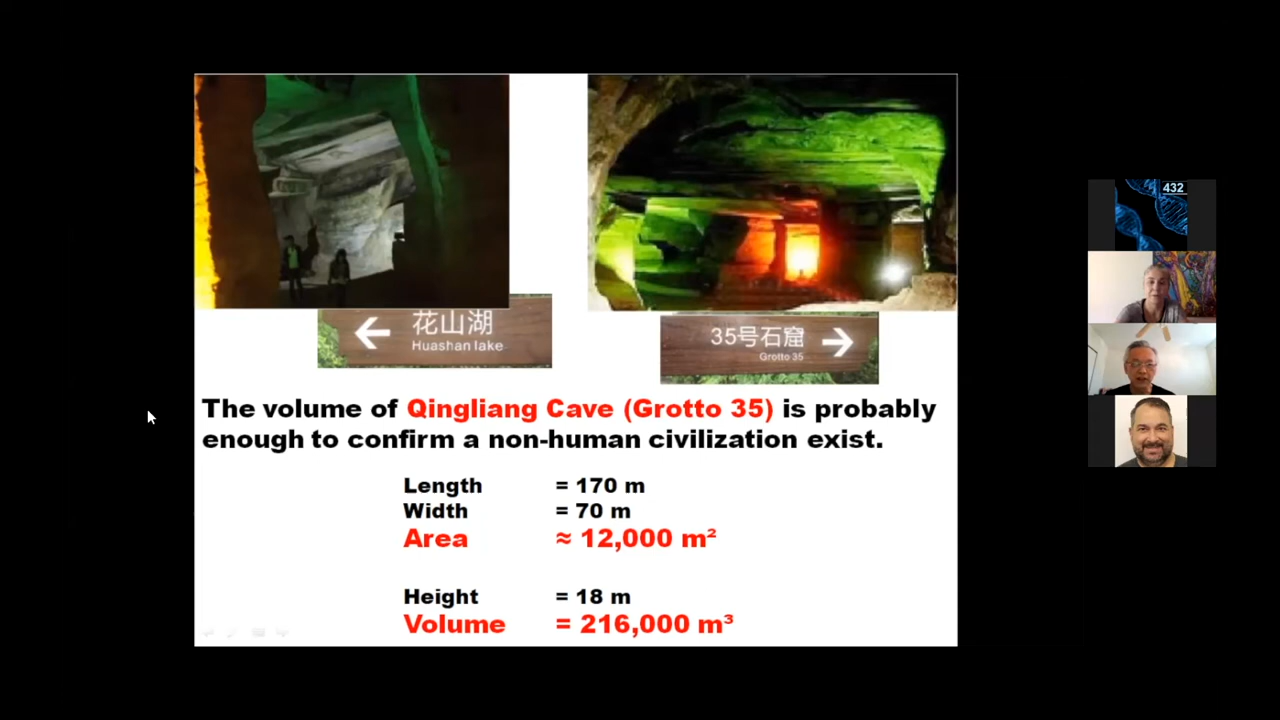 432
花山湖
Huashan lake
35号石窟
Grotto 35
The volume of Qingliang Cave (Grotto 35) is probably
enough to confirm a non-human civilization exist.
Length = 170 m
Width = 70 m
Area ≈ 12,000 m²
Height = 18 m
Volume = 216,000 m³